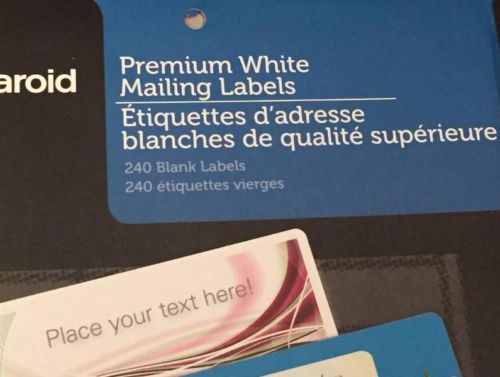 aroid
Premium White
Mailing Labels
Étiquettes d'adresse
blanches de qualité supérieure
240 Blank Labels
240 étiquettes vierges
Place your text here!